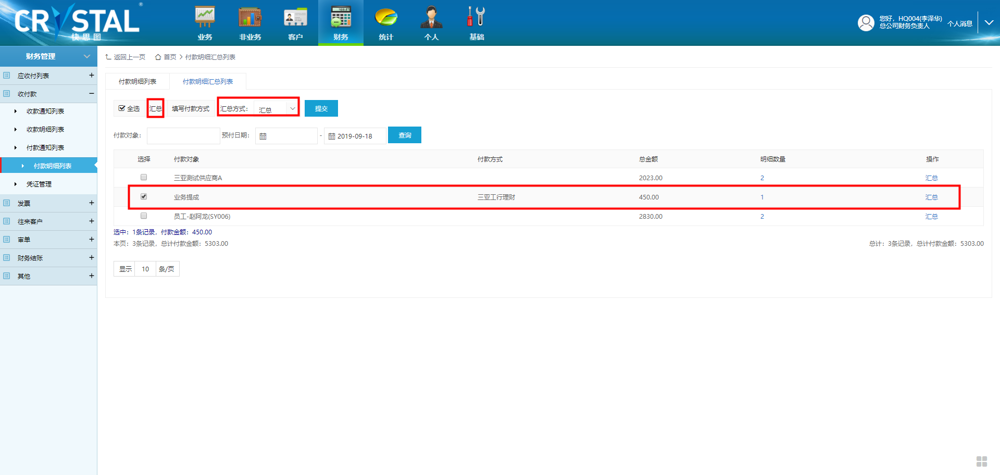 CRYSTAL ®
快思图
业务 非业务 客户 财务 统计 个人 基础
您好，HQ004(李泽华)
总公司财务负责人
个人消息
财务管理
应收付列表 +
收付款 −
收款通知列表
收款明细列表
付款通知列表
付款明细列表
凭证管理
发票 +
往来客户 +
审单 +
财务结账 +
其他 +
返回上一页 首页 > 付款明细汇总列表
付款明细列表 付款明细汇总列表
全选 汇总 填写付款方式 汇总方式： 汇总 提交
付款对象： 预付日期： - 2019-09-18 查询
选择 付款对象 付款方式 总金额 明细数量 操作
三亚测试供应商A 2023.00 2 汇总
业务提成 三亚工行理财 450.00 1 汇总
员工-赵阿龙(SY006) 2830.00 2 汇总
选中：1条记录，付款金额：450.00
本页：3条记录，总计付款金额：5303.00 总计：3条记录，总计付款金额：5303.00
显示 10 条/页